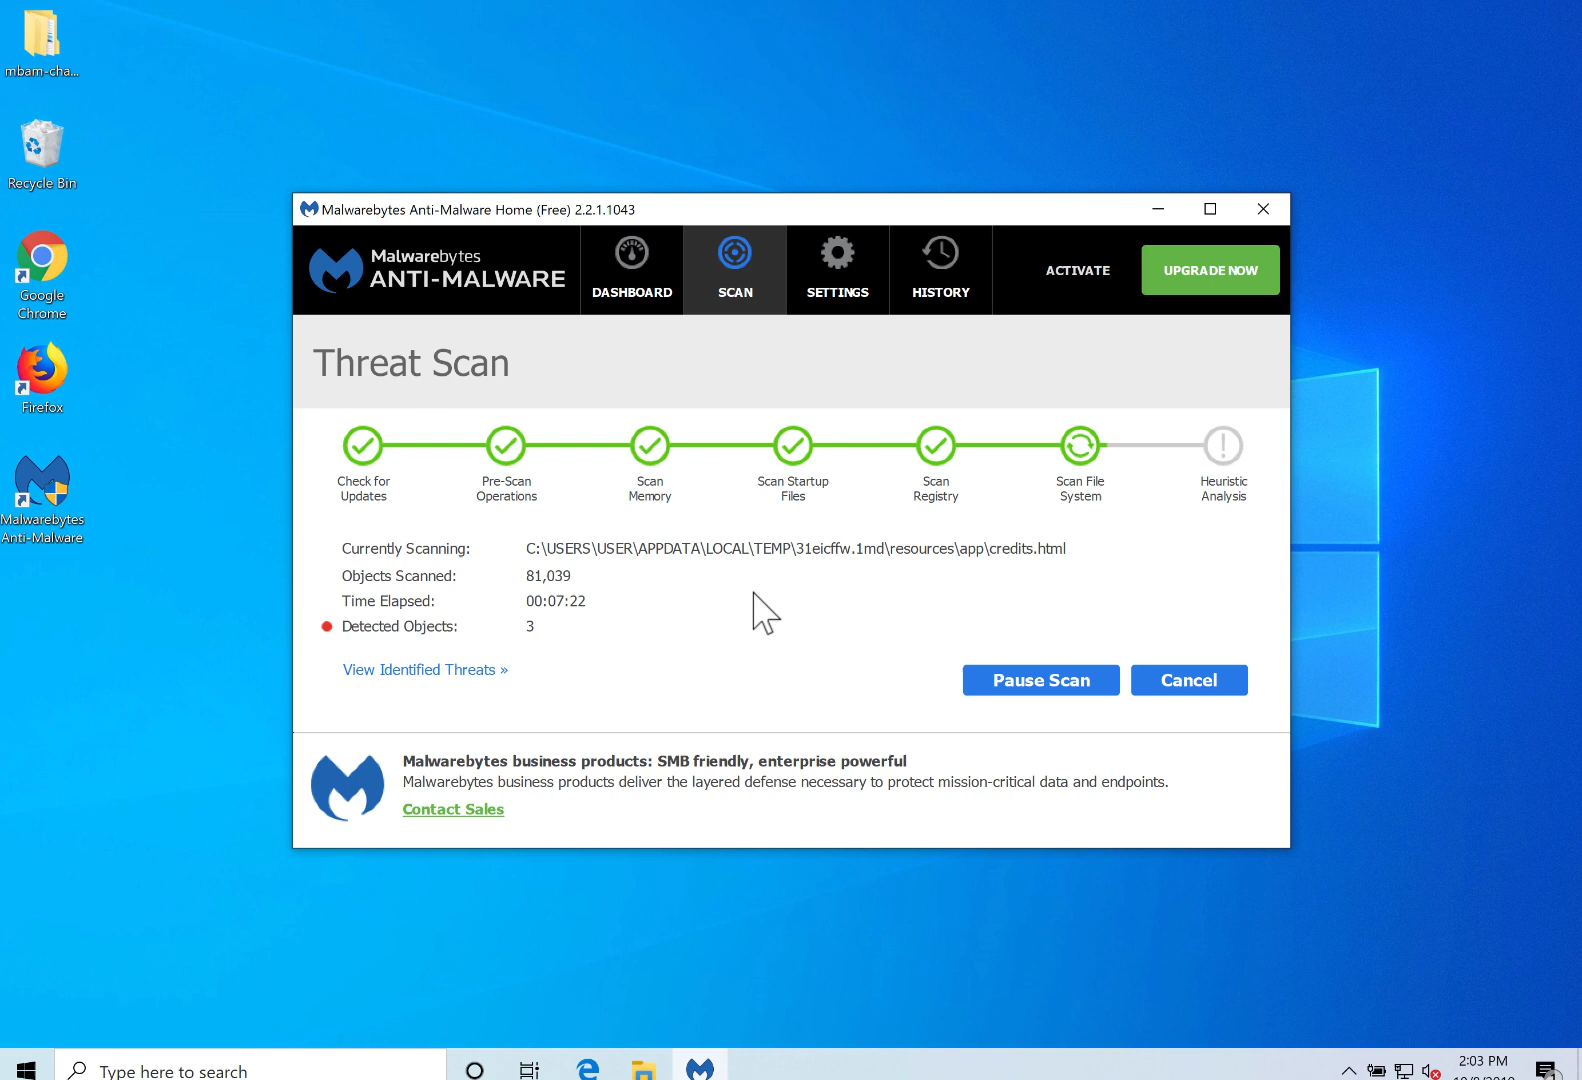 mbam-cha...
Recycle Bin
Google
Chrome
Firefox
Malwarebytes
Anti-Malware
Malwarebytes Anti-Malware Home (Free) 2.2.1.1043
Malwarebytes
ANTI-MALWARE
DASHBOARD
SCAN
SETTINGS
HISTORY
ACTIVATE
UPGRADE NOW
Threat Scan
Check for
Updates
Pre-Scan
Operations
Scan
Memory
Scan Startup
Files
Scan
Registry
Scan File
System
Heuristic
Analysis
Currently Scanning: C:\USERS\USER\APPDATA\LOCAL\TEMP\31eicffw.1md\resources\app\credits.html
Objects Scanned: 81,039
Time Elapsed: 00:07:22
Detected Objects: 3
View Identified Threats »
Pause Scan
Cancel
Malwarebytes business products: SMB friendly, enterprise powerful
Malwarebytes business products deliver the layered defense necessary to protect mission-critical data and endpoints.
Contact Sales
Type here to search
2:03 PM